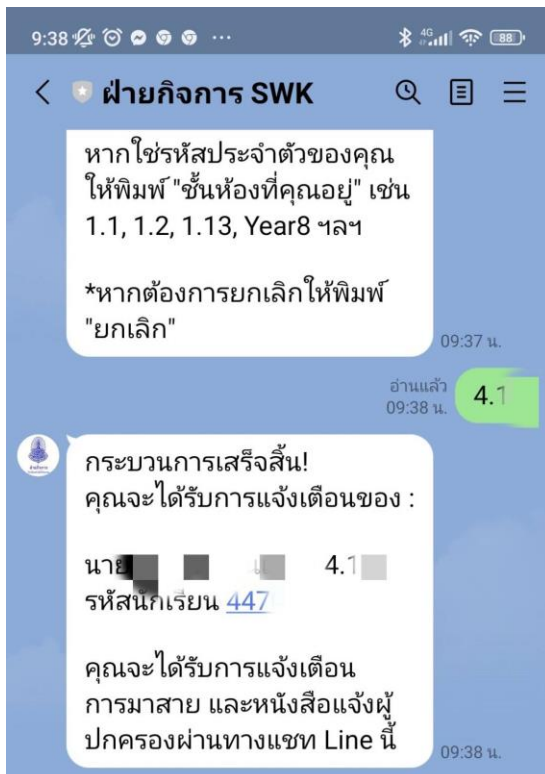 9:38
4G
88
ฝ่ายกิจการ SWK
หากใช่รหัสประจำตัวของคุณ
ให้พิมพ์ "ชั้นห้องที่คุณอยู่" เช่น
1.1, 1.2, 1.13, Year8 ฯลฯ
*หากต้องการยกเลิกให้พิมพ์
"ยกเลิก"
09:37 น.
อ่านแล้ว
09:38 น.
4.1
กระบวนการเสร็จสิ้น!
คุณจะได้รับการแจ้งเตือนของ :
4.1
รหัสนักเรียน 447
คุณจะได้รับการแจ้งเตือน
การมาสาย และหนังสือแจ้งผู้
ปกครองผ่านทางแชท Line นี้
09:38 น.